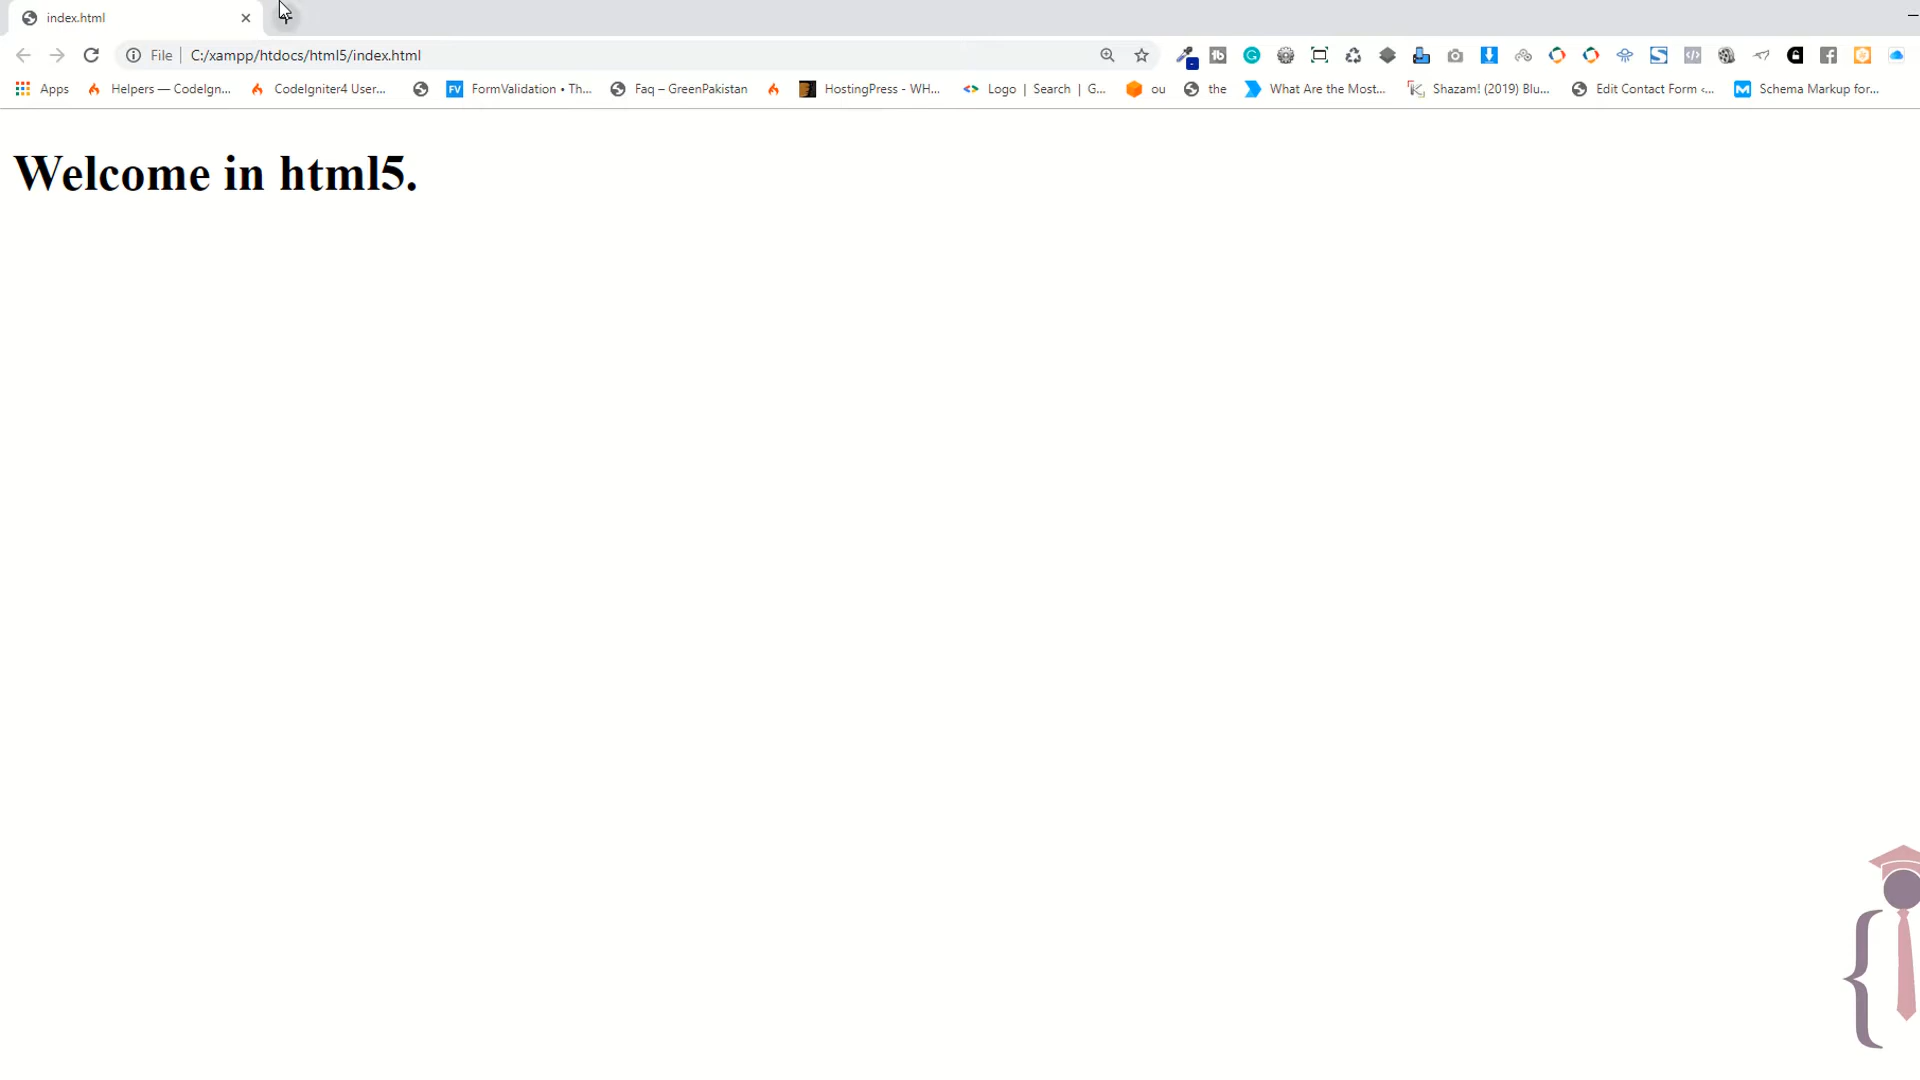 index.html
File C:/xampp/htdocs/html5/index.html
Apps Helpers — CodeIgn... CodeIgniter4 User... FV FormValidation • Th... Faq – GreenPakistan HostingPress - WH... Logo | Search | G... ou the What Are the Most... Shazam! (2019) Blu... Edit Contact Form ‹... Schema Markup for...
Welcome in html5.